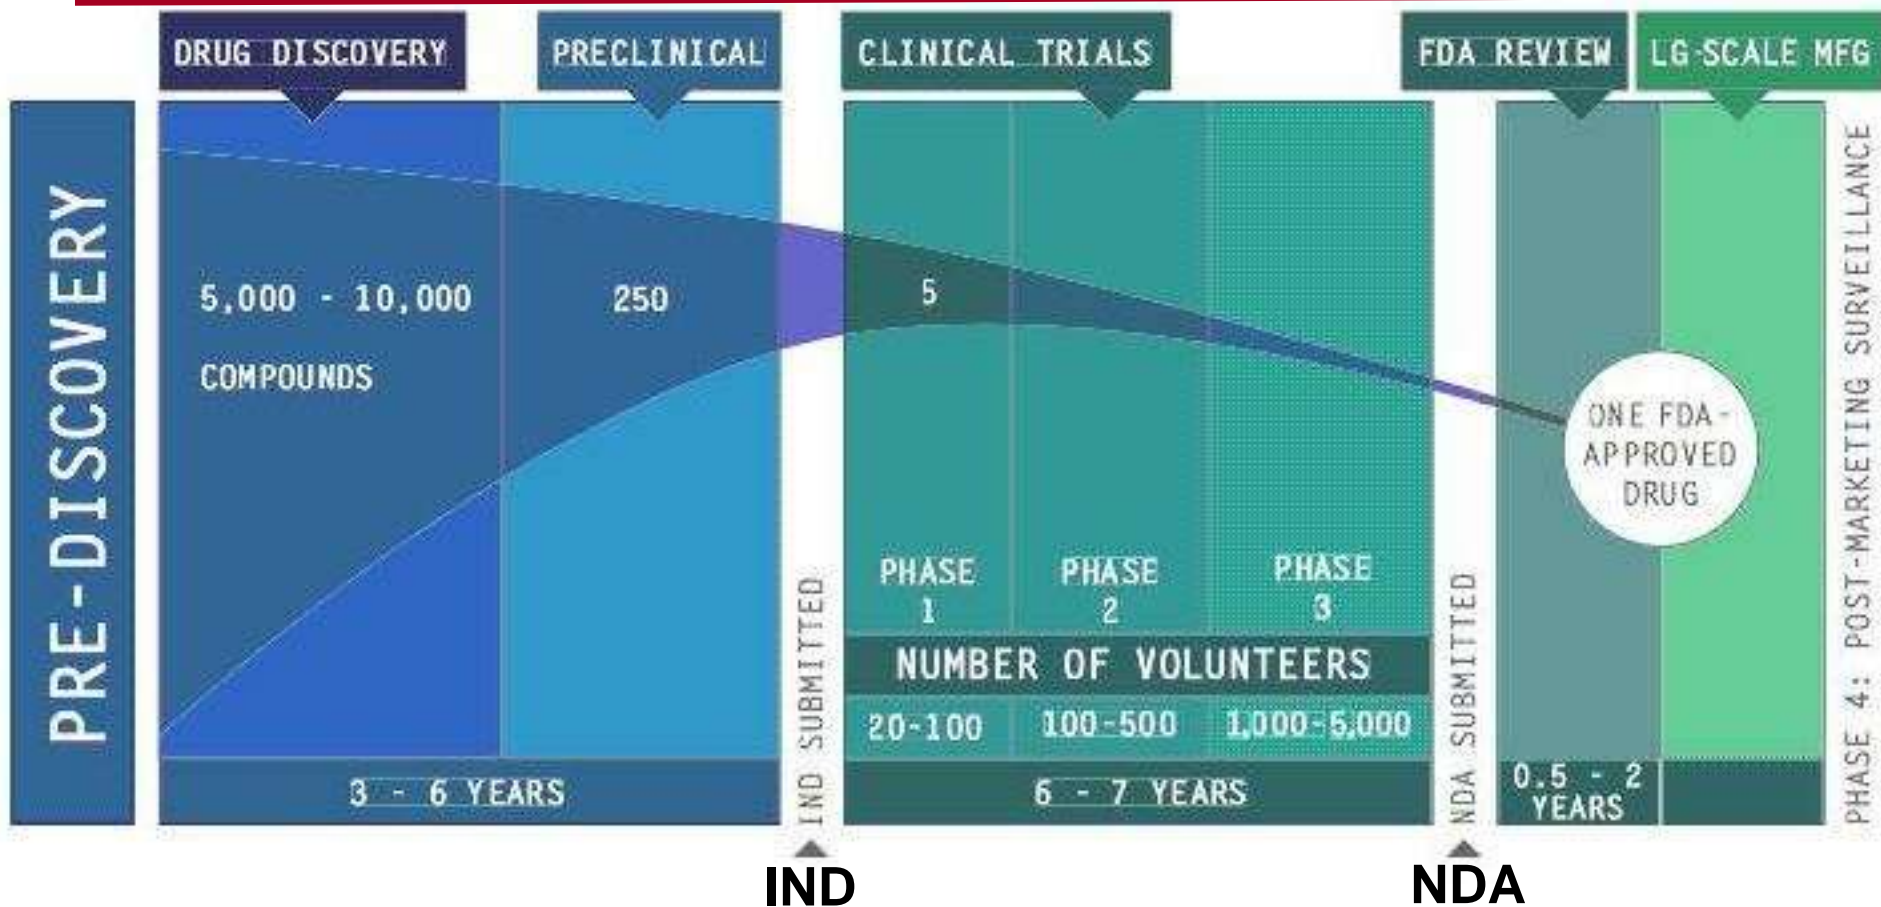 DRUG DISCOVERY
PRECLINICAL
CLINICAL TRIALS
FDA REVIEW
LG-SCALE MFG
PRE-DISCOVERY
5,000 - 10,000
COMPOUNDS
250
5
ONE FDA-
APPROVED
DRUG
PHASE
1
PHASE
2
PHASE
3
NUMBER OF VOLUNTEERS
20-100
100-500
1,000-5,000
3 - 6 YEARS
IND SUBMITTED
6 - 7 YEARS
NDA SUBMITTED
0.5 - 2
YEARS
PHASE 4: POST-MARKETING SURVEILLANCE
IND
NDA